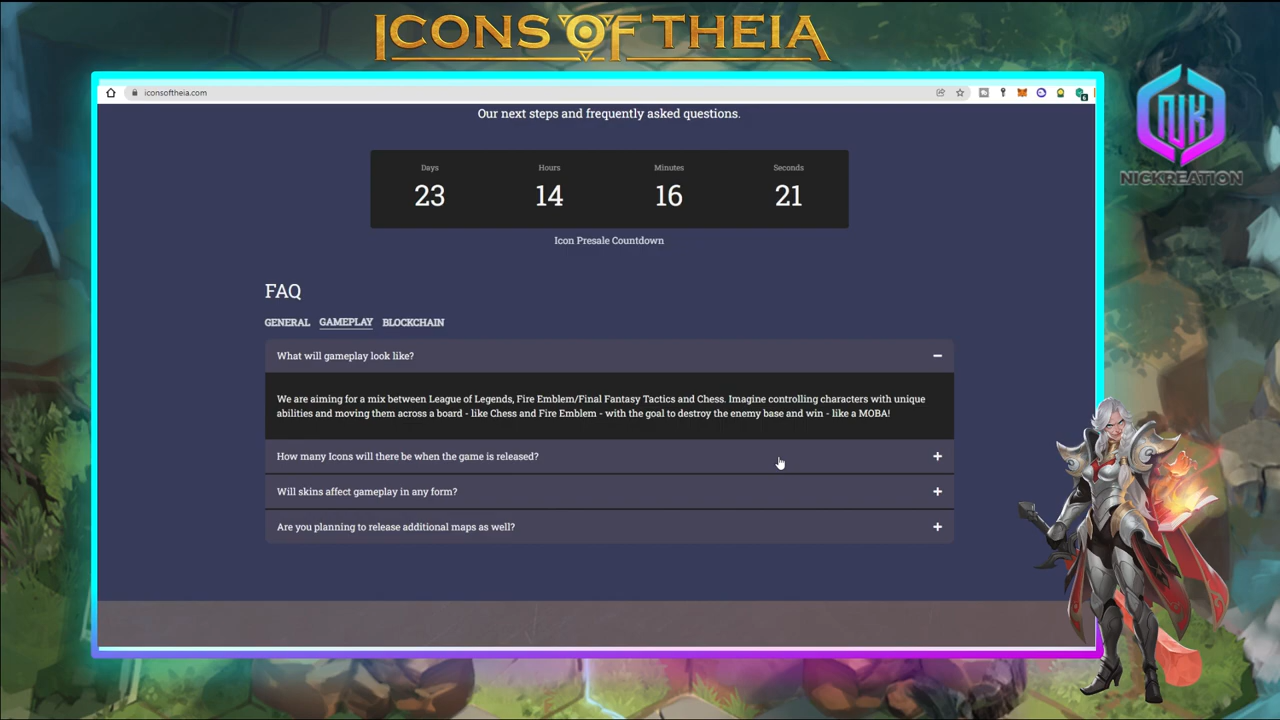 ICONS OF THEIA
iconsoftheia.com
NICKREATION
Our next steps and frequently asked questions.
Days Hours Minutes Seconds
23 14 16 21
Icon Presale Countdown
FAQ
GENERAL GAMEPLAY BLOCKCHAIN
What will gameplay look like?
We are aiming for a mix between League of Legends, Fire Emblem/Final Fantasy Tactics and Chess. Imagine controlling characters with unique
abilities and moving them across a board - like Chess and Fire Emblem - with the goal to destroy the enemy base and win - like a MOBA!
How many Icons will there be when the game is released?
Will skins affect gameplay in any form?
Are you planning to release additional maps as well?